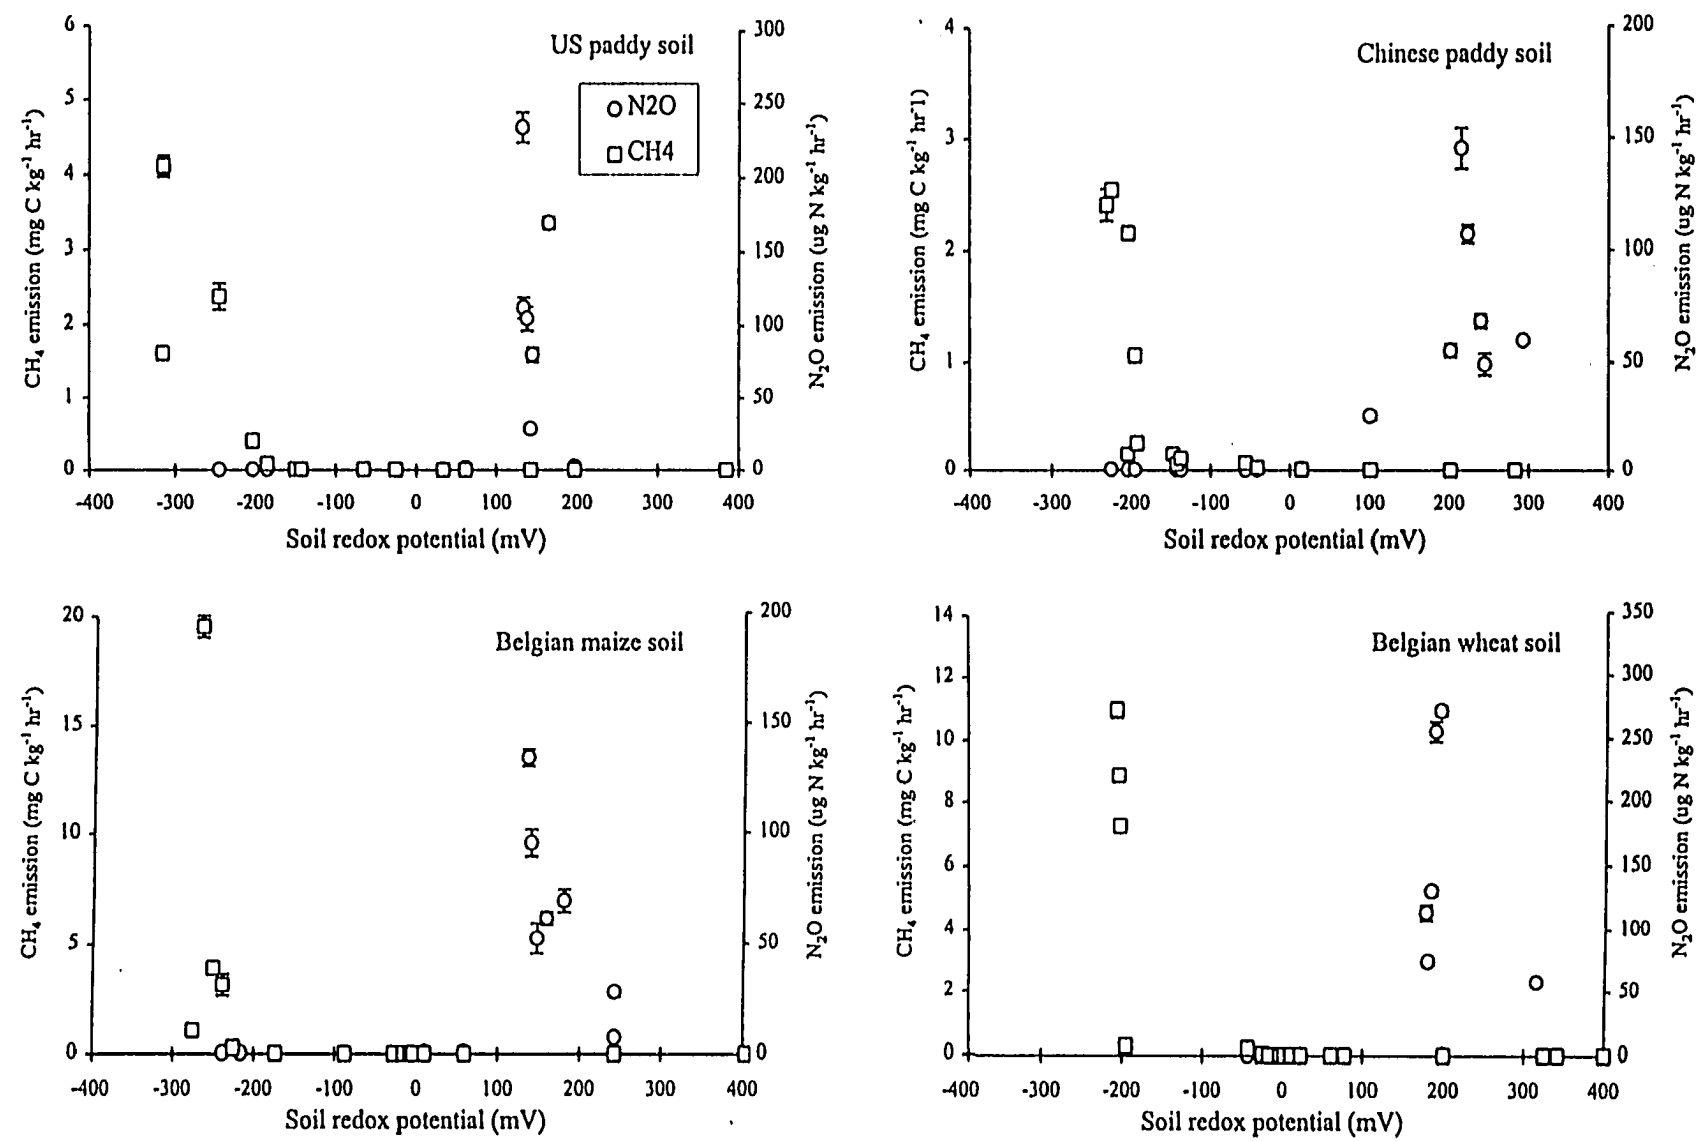 US paddy soil
N2O
CH4
6
5
4
3
2
1
0
300
250
200
150
100
50
0
CH₄ emission (mg C kg⁻¹ hr⁻¹)
N₂O emission (ug N kg⁻¹ hr⁻¹)
-400 -300 -200 -100 0 100 200 300 400
Soil redox potential (mV)
Chinese paddy soil
4
3
2
1
0
200
150
100
50
0
CH₄ emission (mg C kg⁻¹ hr⁻¹)
N₂O emission (ug N kg⁻¹ hr⁻¹)
-400 -300 -200 -100 0 100 200 300 400
Soil redox potential (mV)
Belgian maize soil
20
15
10
5
0
200
150
100
50
0
CH₄ emission (mg C kg⁻¹ hr⁻¹)
N₂O emission (ug N kg⁻¹ hr⁻¹)
-400 -300 -200 -100 0 100 200 300 400
Soil redox potential (mV)
Belgian wheat soil
14
12
10
8
6
4
2
0
350
300
250
200
150
100
50
0
CH₄ emission (mg C kg⁻¹ hr⁻¹)
N₂O emission (ug N kg⁻¹ hr⁻¹)
-400 -300 -200 -100 0 100 200 300 400
Soil redox potential (mV)